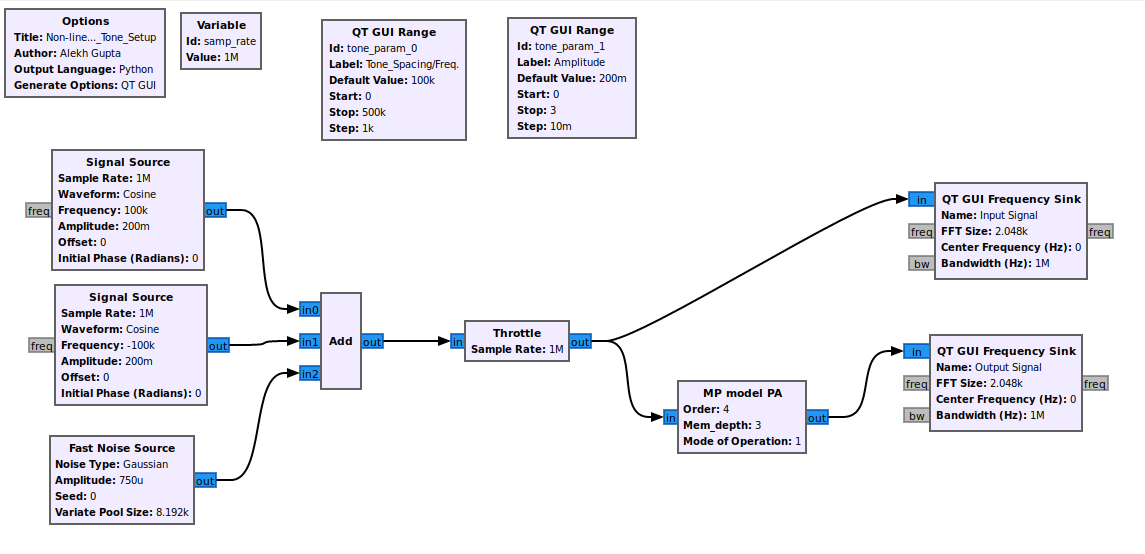 Options
Title: Non-line..._Tone_Setup
Author: Alekh Gupta
Output Language: Python
Generate Options: QT GUI
Variable
Id: samp_rate
Value: 1M
QT GUI Range
Id: tone_param_0
Label: Tone_Spacing/Freq.
Default Value: 100k
Start: 0
Stop: 500k
Step: 1k
QT GUI Range
Id: tone_param_1
Label: Amplitude
Default Value: 200m
Start: 0
Stop: 3
Step: 10m
Signal Source
Sample Rate: 1M
Waveform: Cosine
Frequency: 100k
Amplitude: 200m
Offset: 0
Initial Phase (Radians): 0
freq
out
Signal Source
Sample Rate: 1M
Waveform: Cosine
Frequency: -100k
Amplitude: 200m
Offset: 0
Initial Phase (Radians): 0
freq
out
Fast Noise Source
Noise Type: Gaussian
Amplitude: 750u
Seed: 0
Variate Pool Size: 8.192k
out
in0
in1
in2
Add
out
in
Throttle
Sample Rate: 1M
out
in
MP model PA
Order: 4
Mem_depth: 3
Mode of Operation: 1
out
in
freq
bw
QT GUI Frequency Sink
Name: Input Signal
FFT Size: 2.048k
Center Frequency (Hz): 0
Bandwidth (Hz): 1M
freq
in
freq
bw
QT GUI Frequency Sink
Name: Output Signal
FFT Size: 2.048k
Center Frequency (Hz): 0
Bandwidth (Hz): 1M
freq